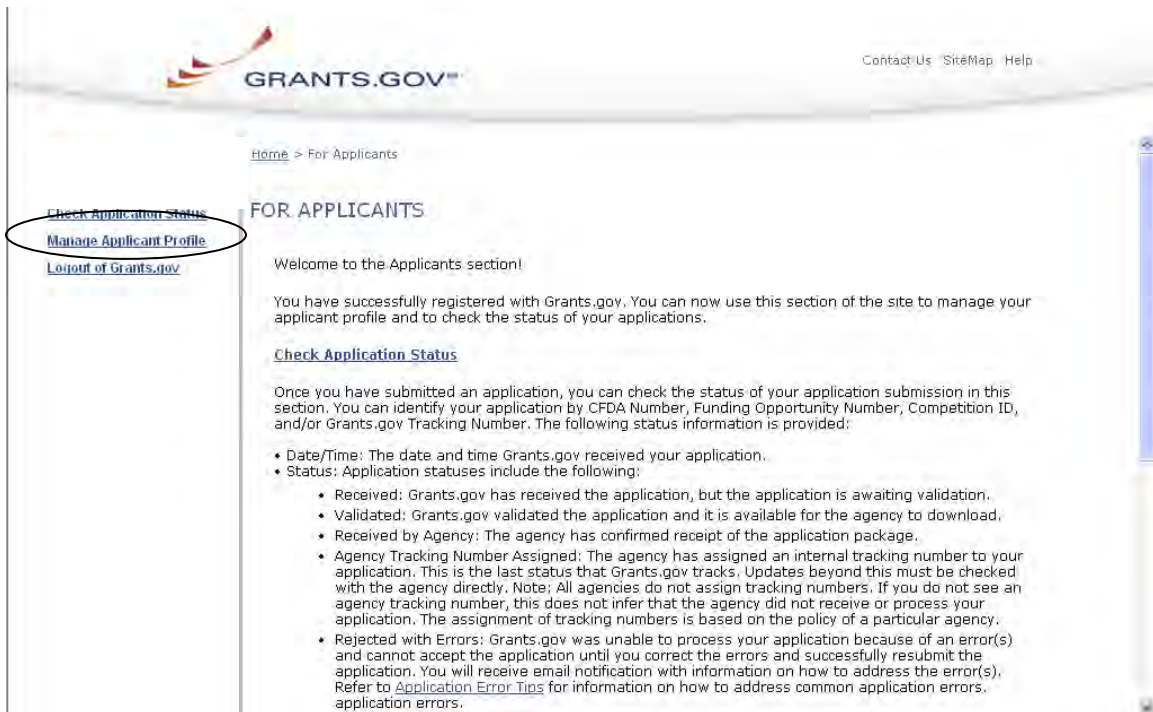 GRANTS.GOV℠
Contact Us SiteMap Help
Home > For Applicants
Check Application Status
Manage Applicant Profile
Logout of Grants.gov
FOR APPLICANTS
Welcome to the Applicants section!
You have successfully registered with Grants.gov. You can now use this section of the site to manage your
applicant profile and to check the status of your applications.
Check Application Status
Once you have submitted an application, you can check the status of your application submission in this
section. You can identify your application by CFDA Number, Funding Opportunity Number, Competition ID,
and/or Grants.gov Tracking Number. The following status information is provided:
• Date/Time: The date and time Grants.gov received your application.
• Status: Application statuses include the following:
• Received: Grants.gov has received the application, but the application is awaiting validation.
• Validated: Grants.gov validated the application and it is available for the agency to download.
• Received by Agency: The agency has confirmed receipt of the application package.
• Agency Tracking Number Assigned: The agency has assigned an internal tracking number to your
application. This is the last status that Grants.gov tracks. Updates beyond this must be checked
with the agency directly. Note: All agencies do not assign tracking numbers. If you do not see an
agency tracking number, this does not infer that the agency did not receive or process your
application. The assignment of tracking numbers is based on the policy of a particular agency.
• Rejected with Errors: Grants.gov was unable to process your application because of an error(s)
and cannot accept the application until you correct the errors and successfully resubmit the
application. You will receive email notification with information on how to address the error(s).
Refer to Application Error Tips for information on how to address common application errors.
application errors.